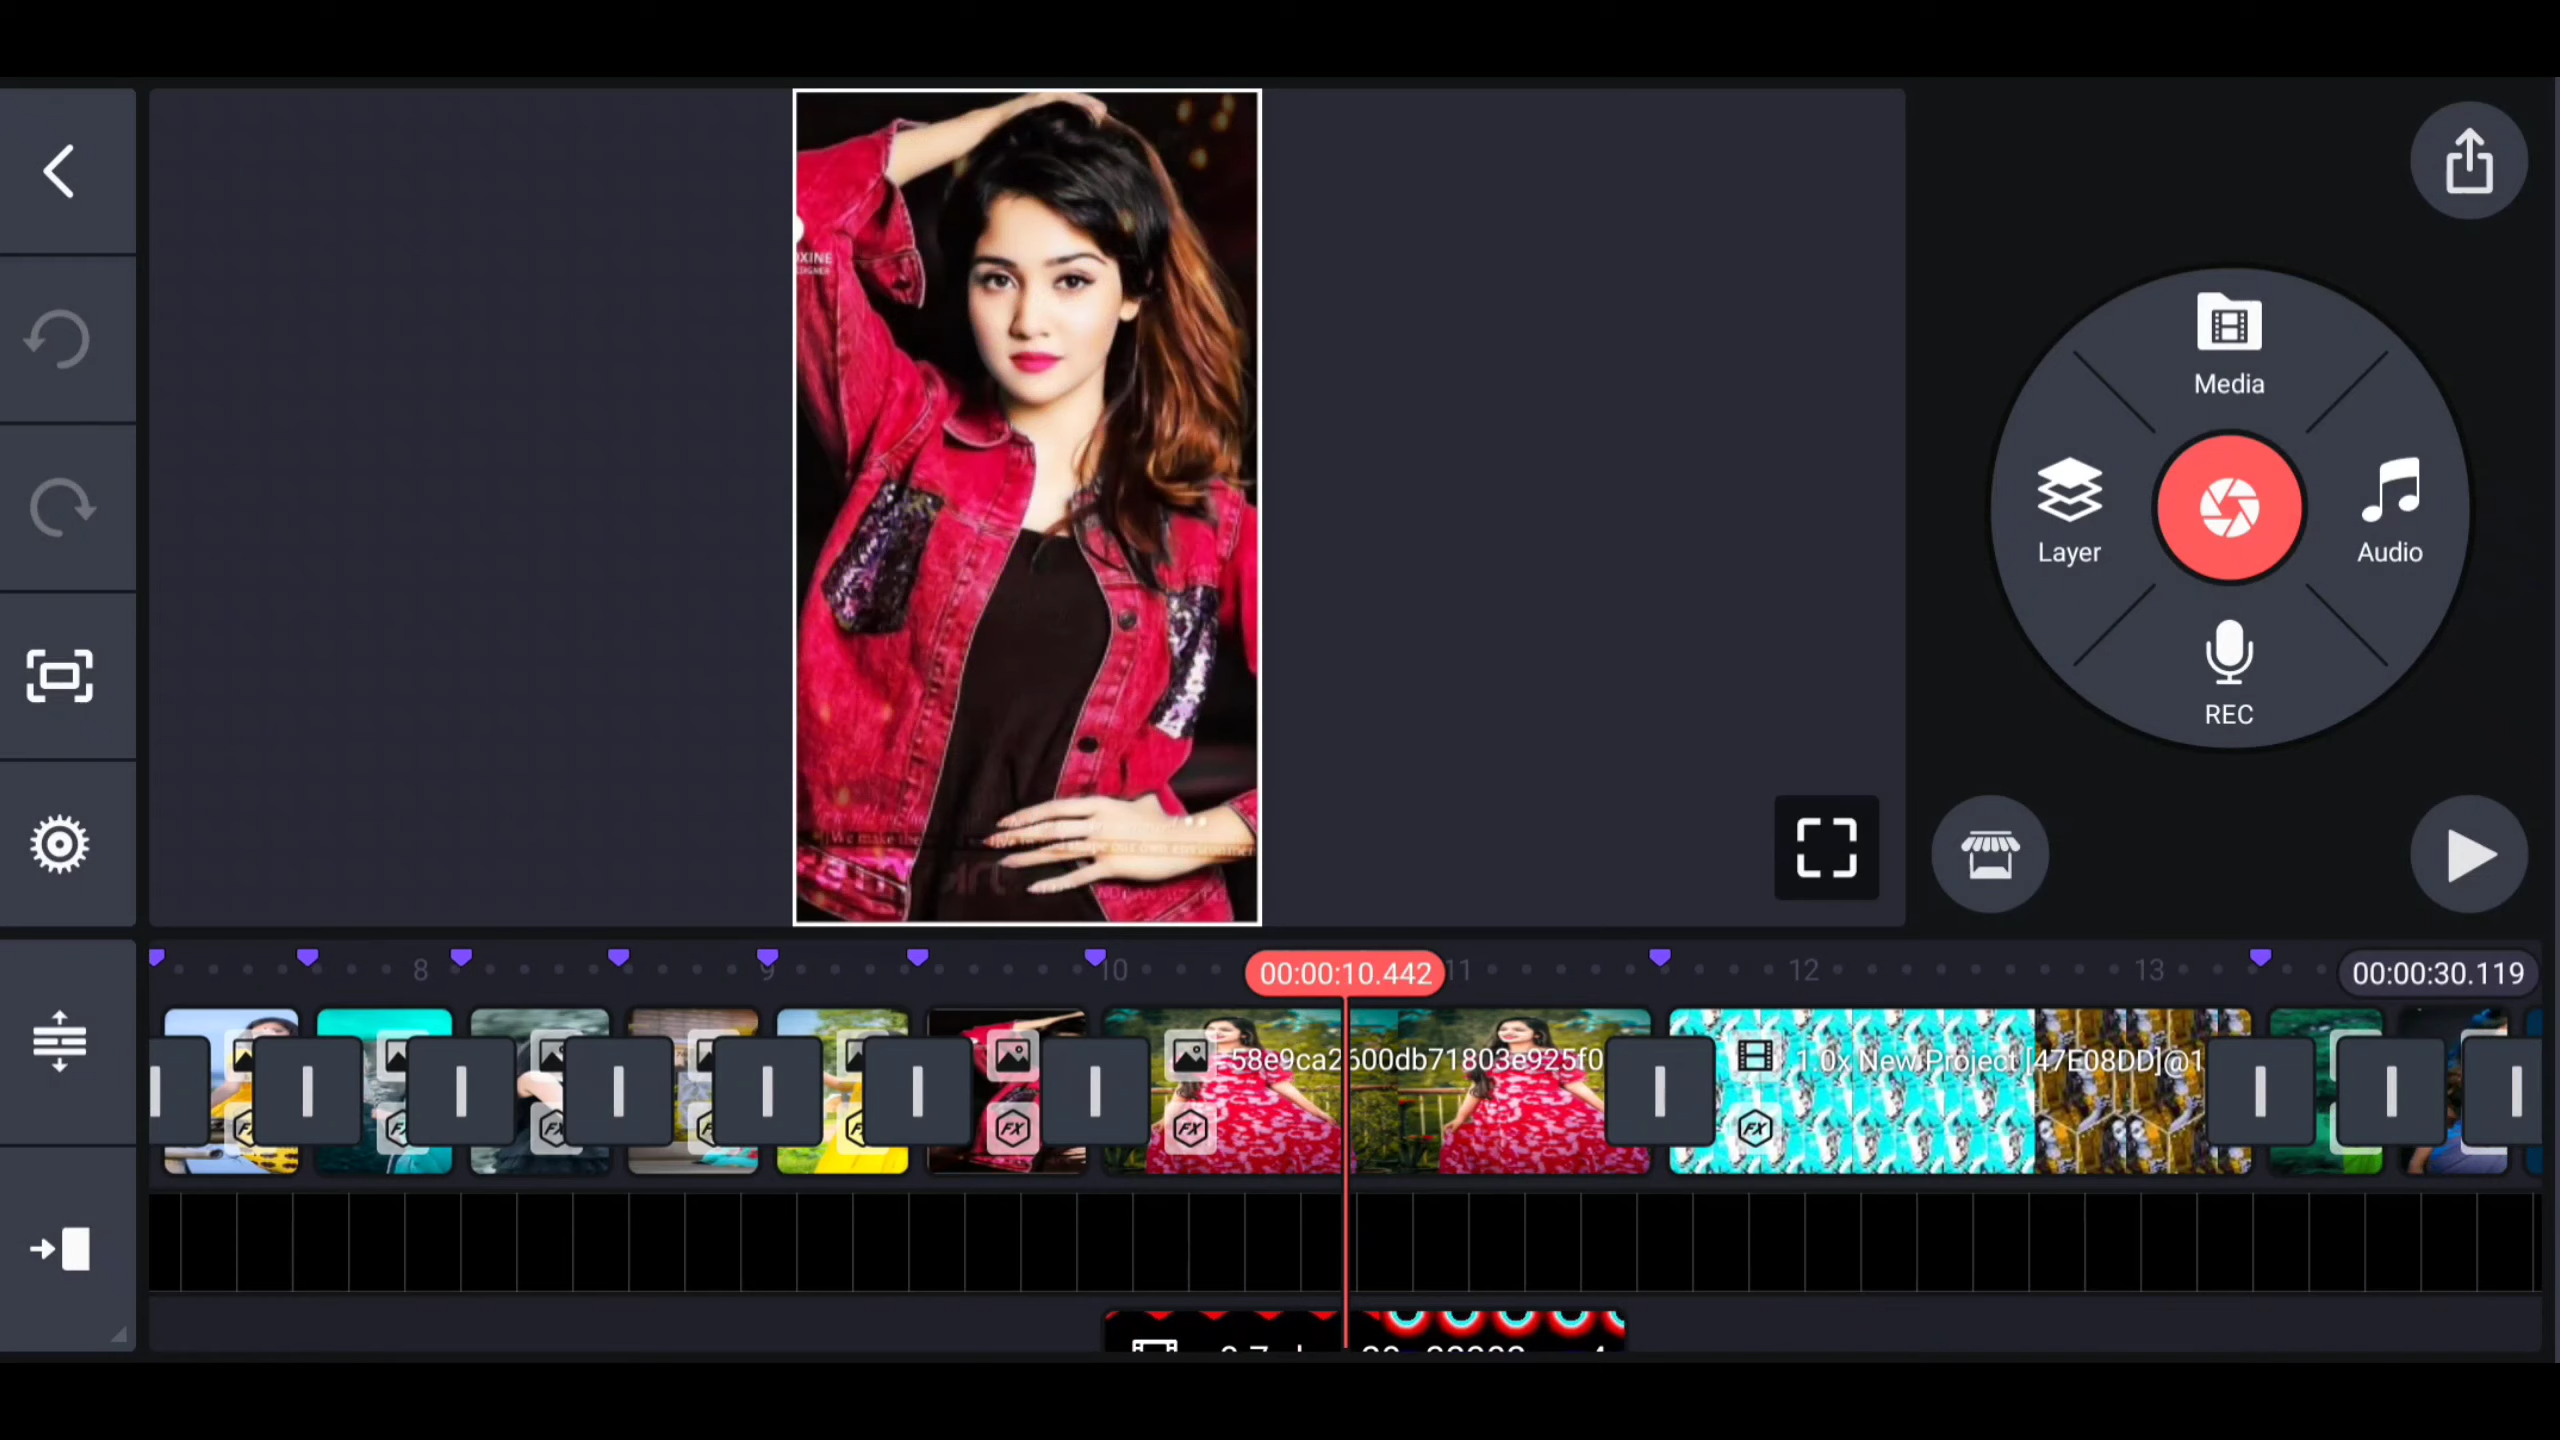 Media
Layer
Audio
REC
8
9
10
00:00:10.442
11
12
13
00:00:30.119
58e9ca2600db71803e925f0
1.0x New Project [47E08DD]@1